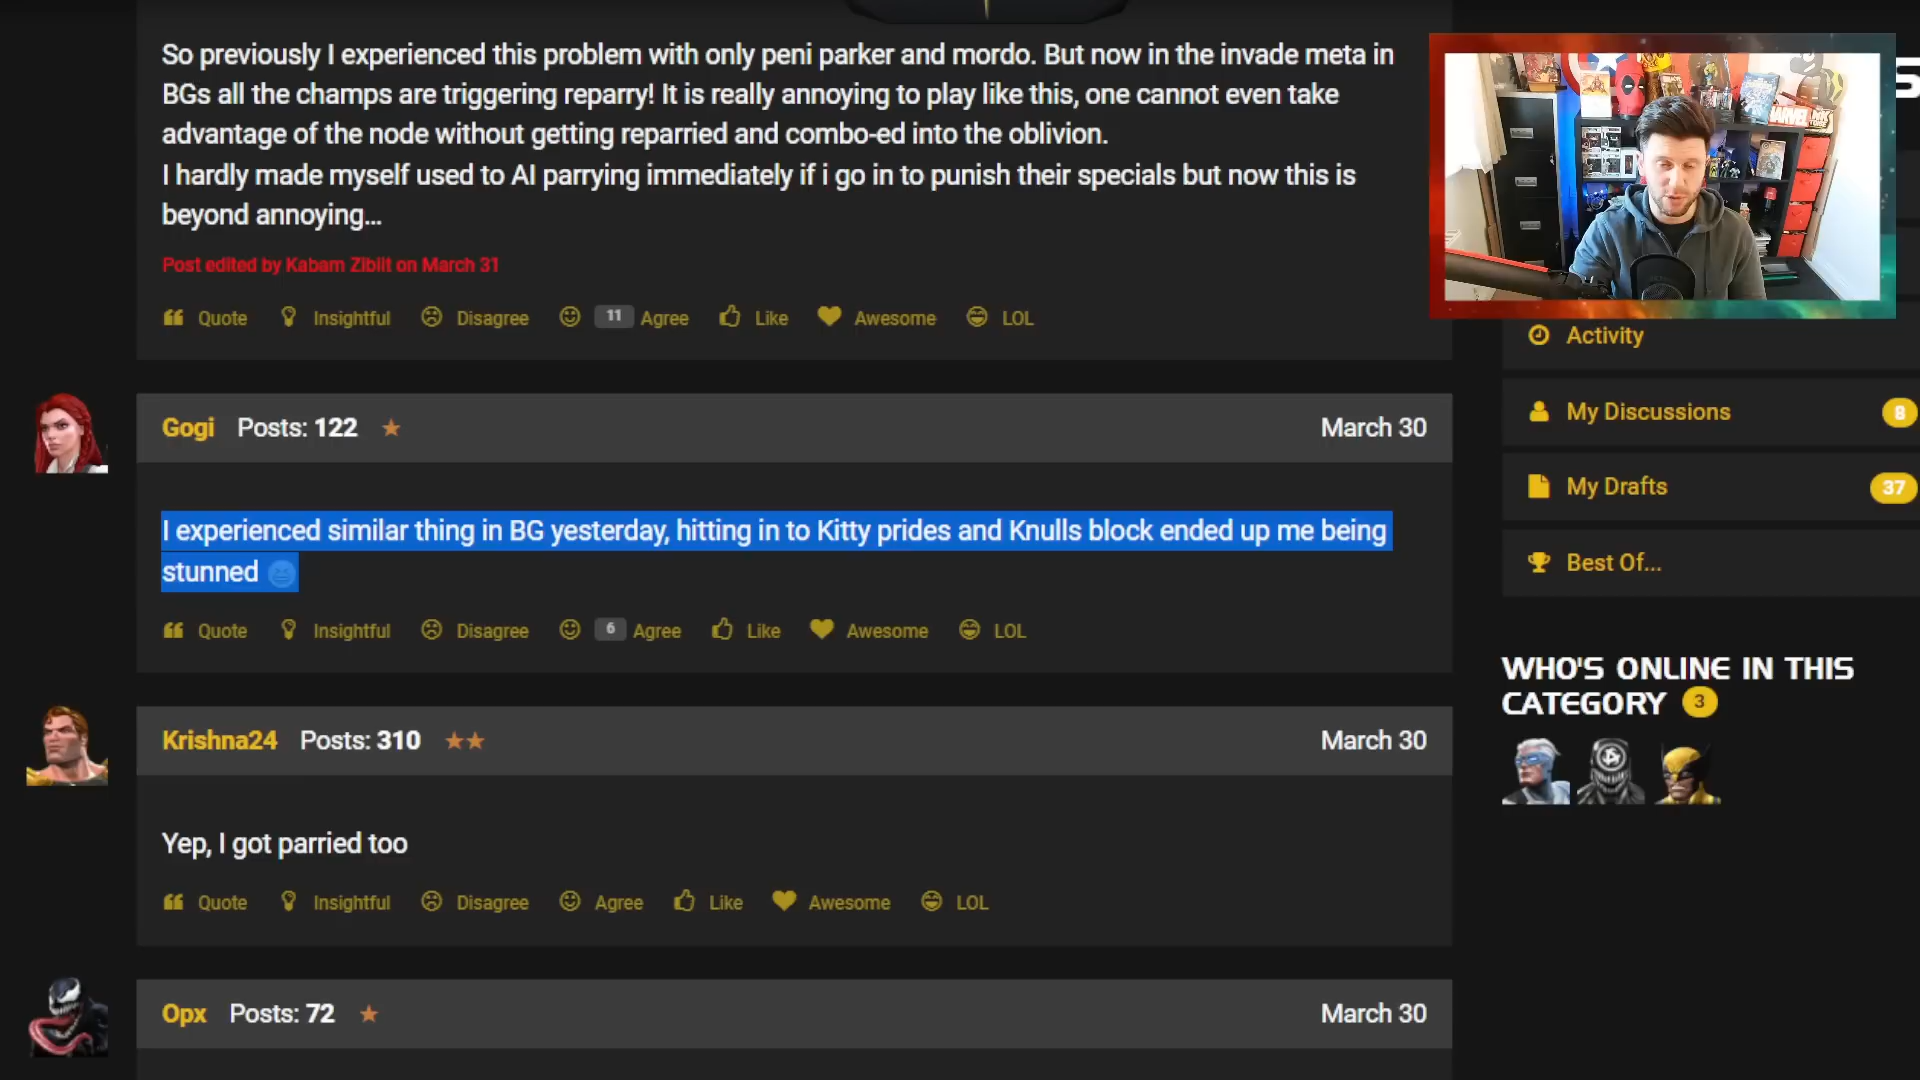 So previously I experienced this problem with only peni parker and mordo. But now in the invade meta in
BGs all the champs are triggering reparry! It is really annoying to play like this, one cannot even take
advantage of the node without getting reparried and combo-ed into the oblivion.
I hardly made myself used to AI parrying immediately if i go in to punish their specials but now this is
beyond annoying...
Post edited by Kabam Zibiit on March 31
Quote Insightful Disagree 11 Agree Like Awesome LOL
Gogi Posts: 122 March 30
I experienced similar thing in BG yesterday, hitting in to Kitty prides and Knulls block ended up me being
stunned
Quote Insightful Disagree 6 Agree Like Awesome LOL
Krishna24 Posts: 310 March 30
Yep, I got parried too
Quote Insightful Disagree Agree Like Awesome LOL
Opx Posts: 72 March 30
MARVEL
Activity
My Discussions 8
My Drafts 37
Best Of...
WHO'S ONLINE IN THIS
CATEGORY 3